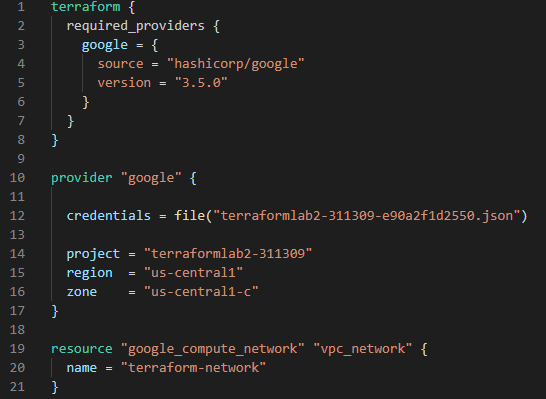 1 terraform {
2   required_providers {
3     google = {
4       source = "hashicorp/google"
5       version = "3.5.0"
6     }
7   }
8 }
9
10 provider "google" {
11
12   credentials = file("terraformlab2-311309-e90a2f1d2550.json")
13
14   project = "terraformlab2-311309"
15   region  = "us-central1"
16   zone    = "us-central1-c"
17 }
18
19 resource "google_compute_network" "vpc_network" {
20   name = "terraform-network"
21 }